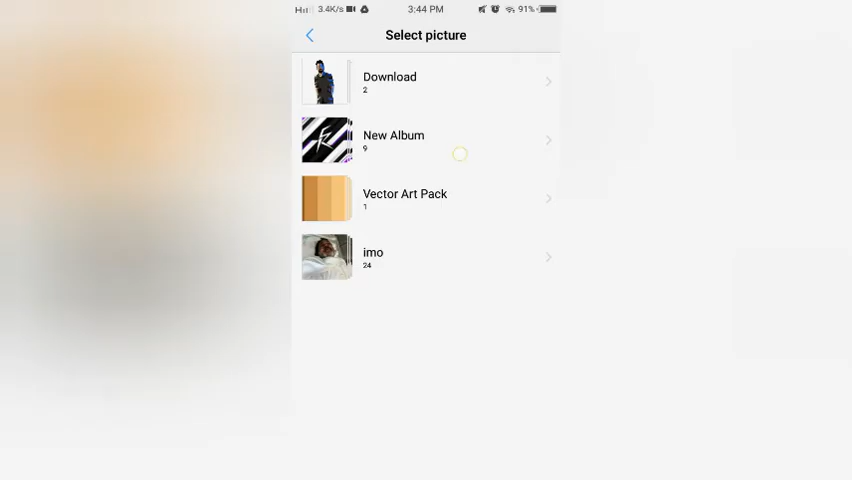 3.4K/s 3:44 PM 91%
Select picture
Download
2
New Album
9
Vector Art Pack
1
imo
24